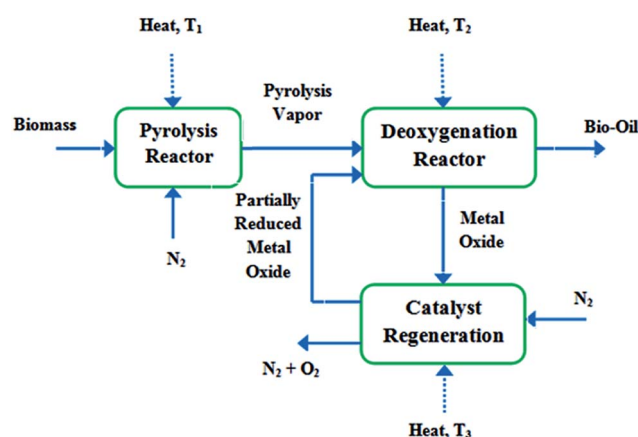 Heat, T₁
Heat, T₂
Biomass
Pyrolysis
Reactor
Pyrolysis
Vapor
Deoxygenation
Reactor
Bio-Oil
N₂
Partially
Reduced
Metal
Oxide
Metal
Oxide
Catalyst
Regeneration
N₂
N₂ + O₂
Heat, T₃